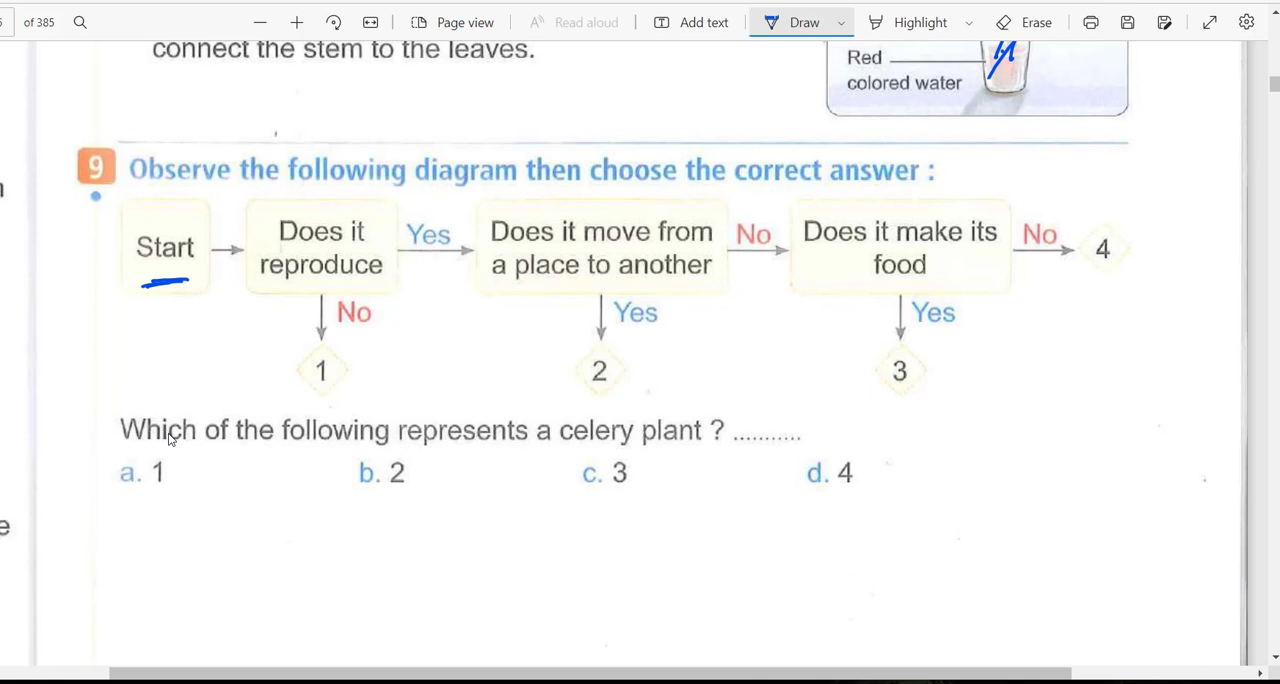 of 385
Page view
Read aloud
Add text
Draw
Highlight
Erase
connect the stem to the leaves.
Red
colored water
9 Observe the following diagram then choose the correct answer :
Start
Does it
reproduce
Yes
Does it move from
a place to another
No
Does it make its
food
No
4
No
Yes
Yes
1
2
3
Which of the following represents a celery plant ? ...........
a. 1
b. 2
c. 3
d. 4
e